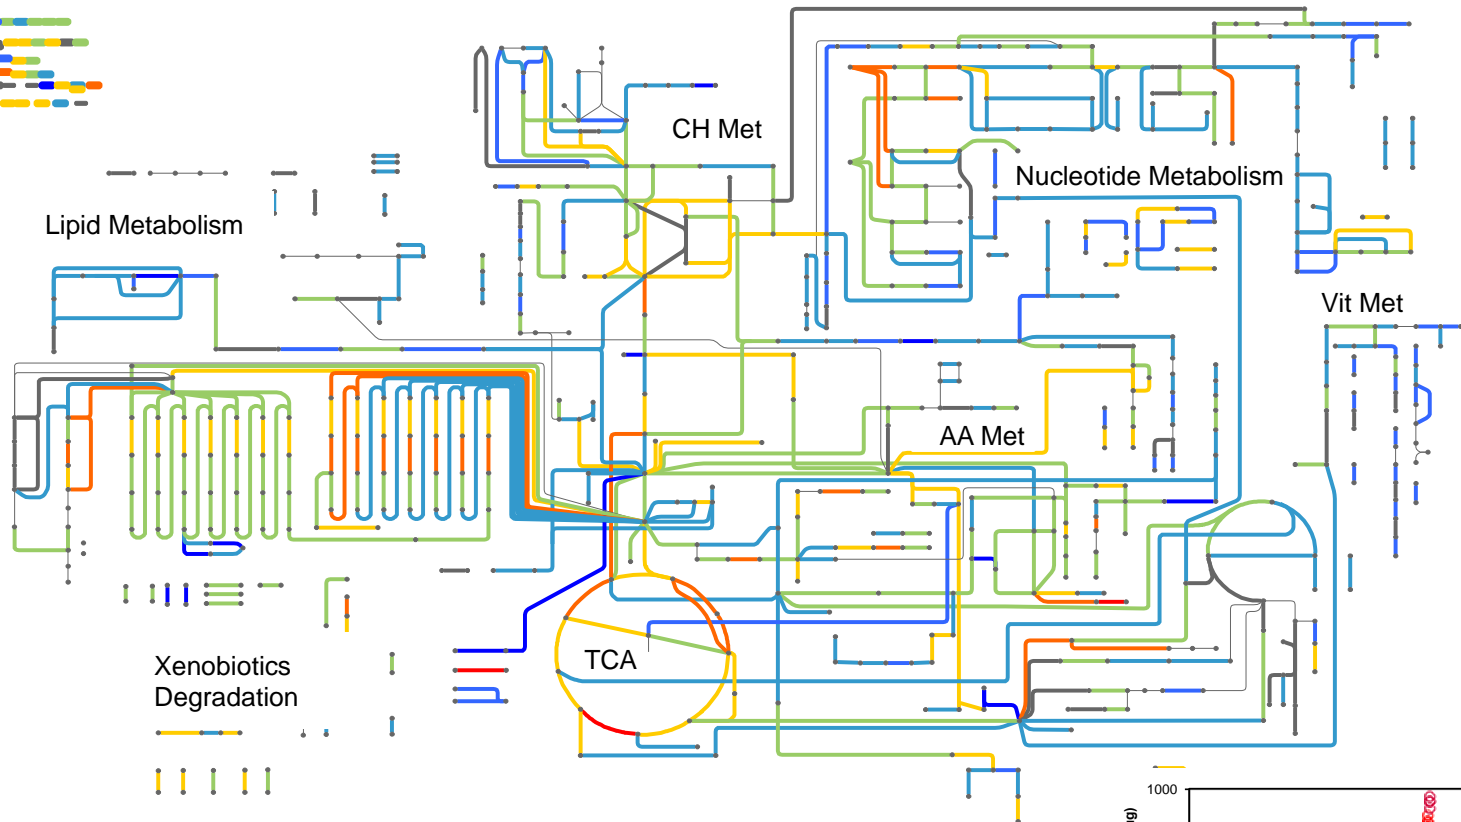 CH Met
Nucleotide Metabolism
Lipid Metabolism
Vit Met
AA Met
TCA
Xenobiotics
Degradation
1000